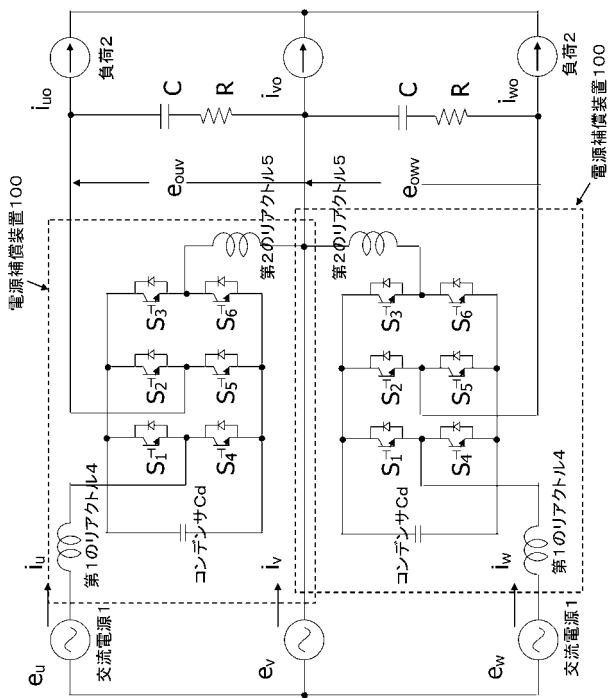 電源補償装置100
e_u
i_u
交流電源1
第1のリアクトル4
コンデンサCd
S₁
S₂
S₃
S₄
S₅
S₆
第2のリアクトル5
e_ouv
i_uo
C
R
負荷2
e_v
i_v
i_vo
e_w
i_w
交流電源1
第1のリアクトル4
コンデンサCd
S₁
S₂
S₃
S₄
S₅
S₆
第2のリアクトル5
e_owv
C
R
i_wo
負荷2
電源補償装置100